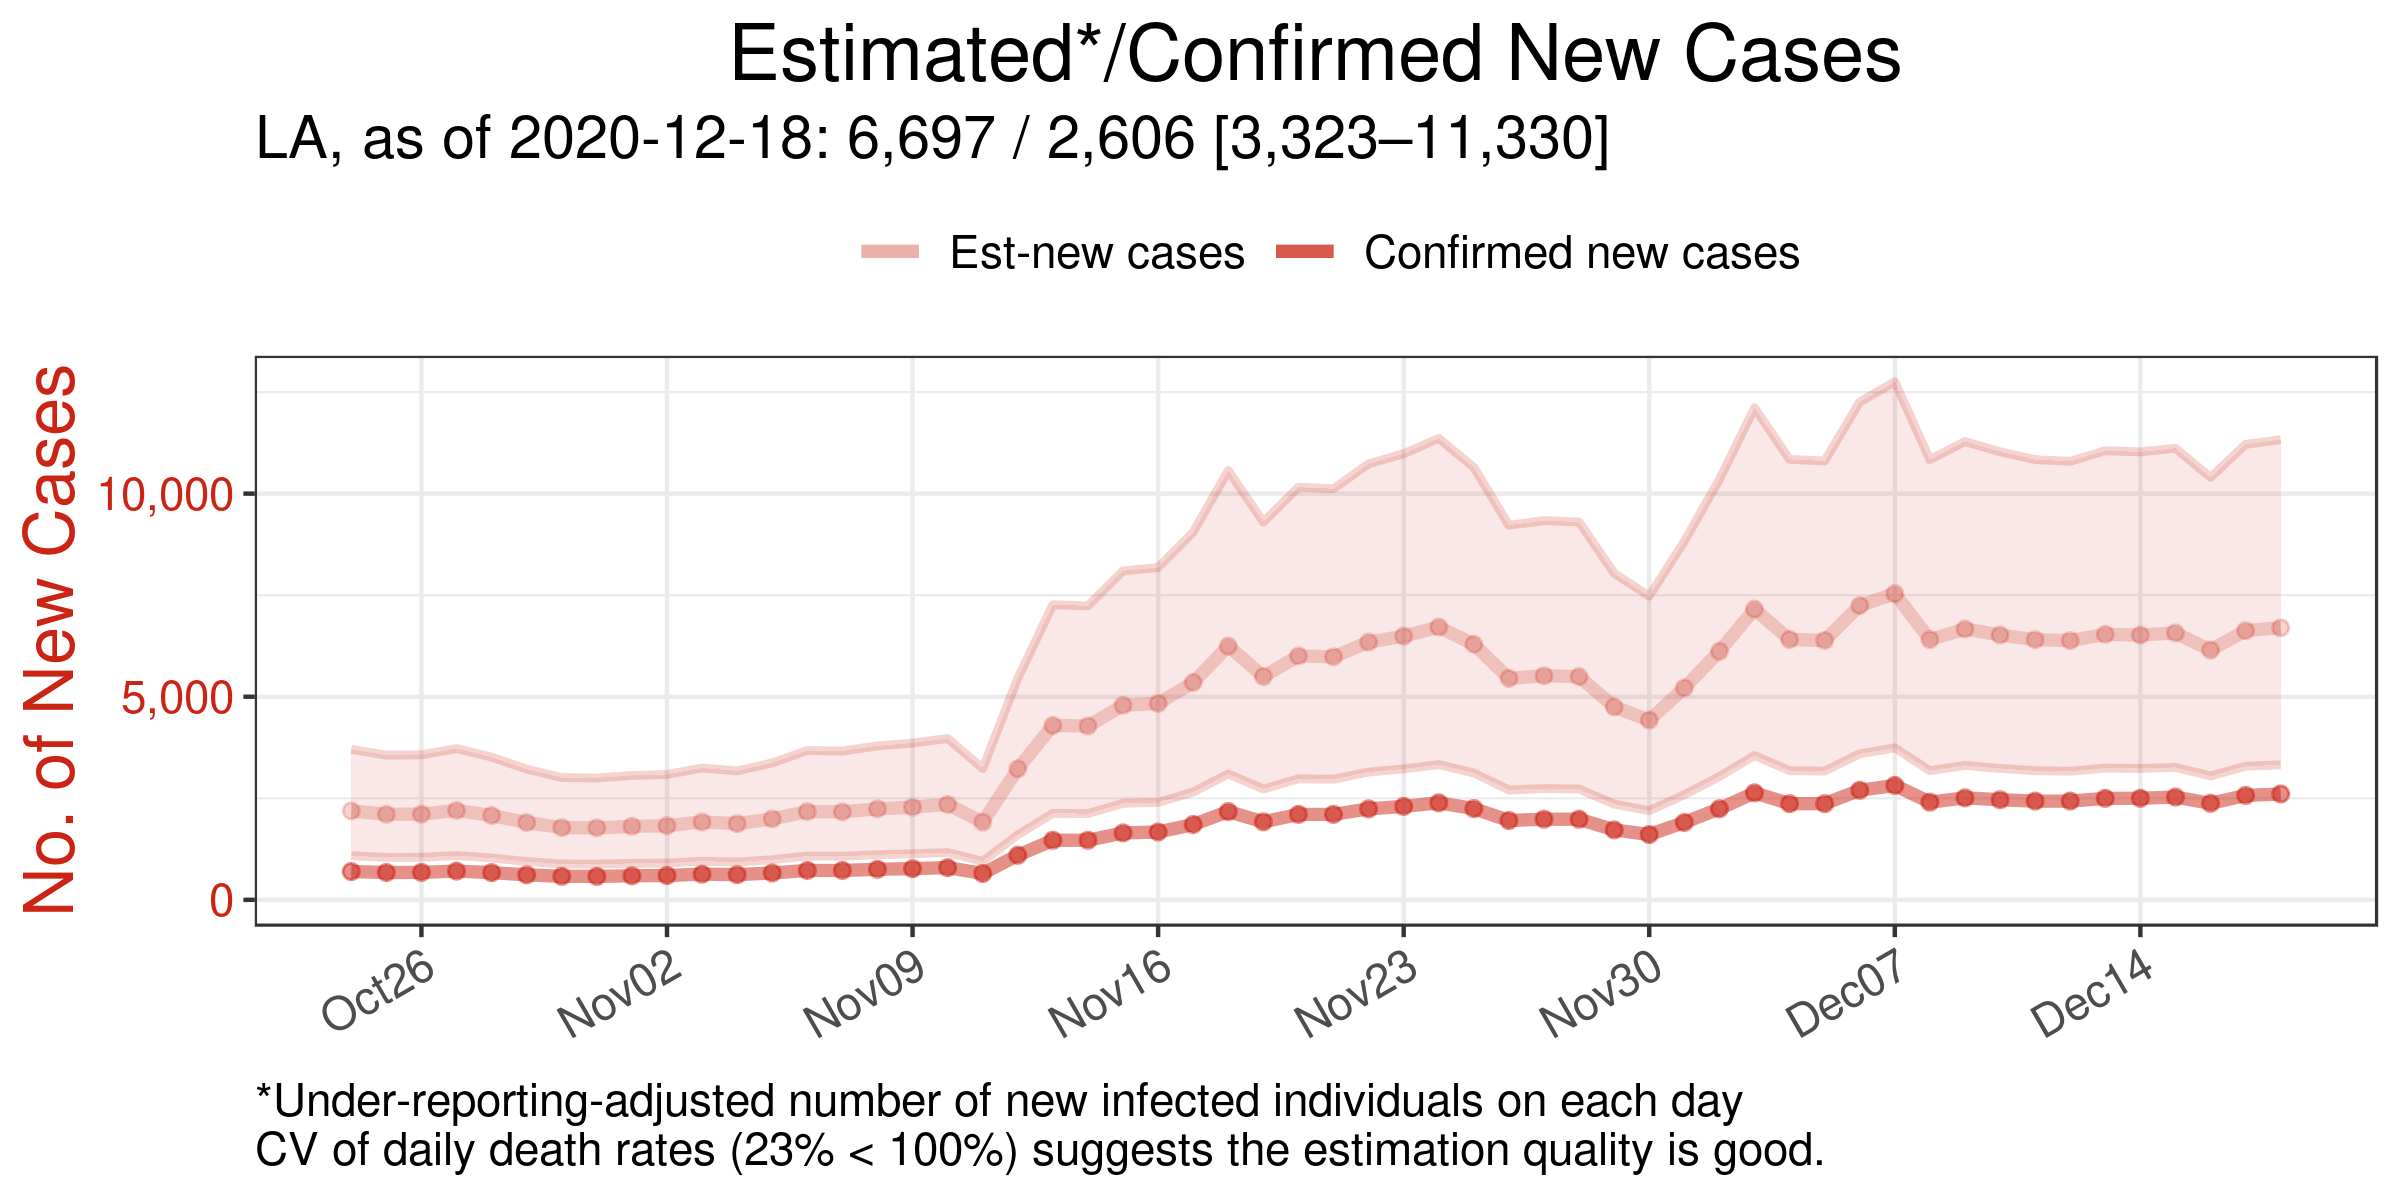 Estimated*/Confirmed New Cases
LA, as of 2020-12-18: 6,697 / 2,606 [3,323–11,330]
Est-new cases
Confirmed new cases
No. of New Cases
10,000
5,000
0
Oct26
Nov02
Nov09
Nov16
Nov23
Nov30
Dec07
Dec14
*Under-reporting-adjusted number of new infected individuals on each day
CV of daily death rates (23% < 100%) suggests the estimation quality is good.